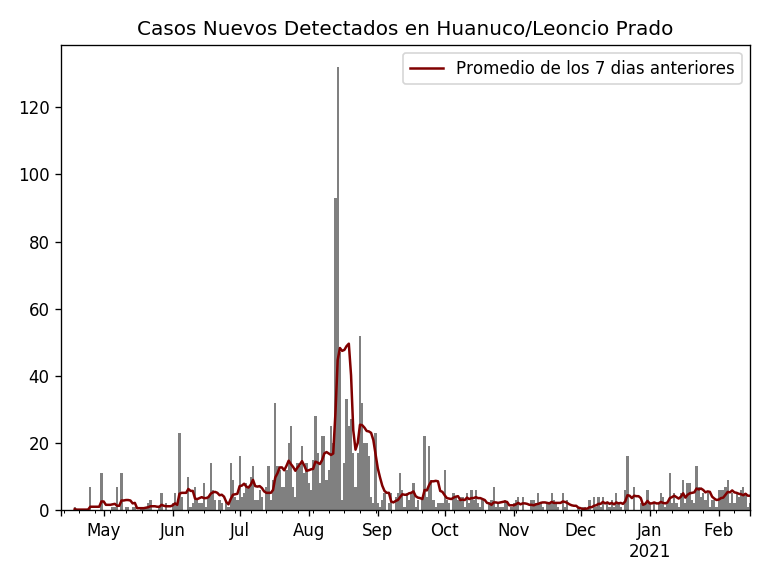 Casos Nuevos Detectados en Huanuco/Leoncio Prado
Promedio de los 7 dias anteriores
120
100
80
60
40
20
0
May Jun Jul Aug Sep Oct Nov Dec Jan Feb
2021